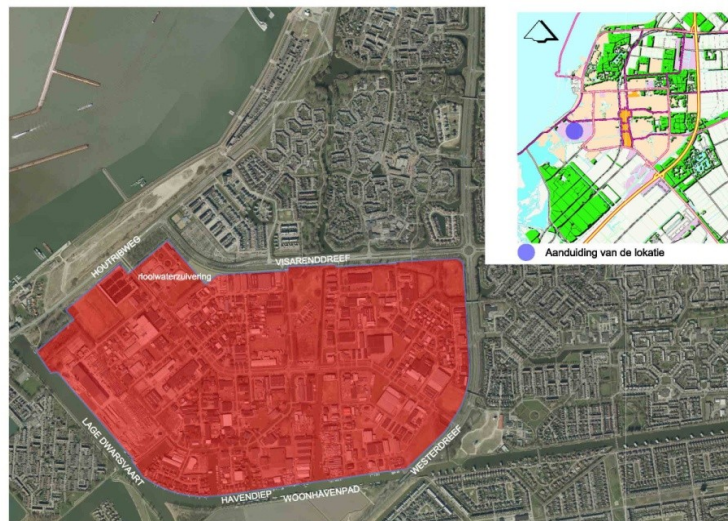 HOUTRIBWEG
rioolwaterzuivering
VISARENDDREEF
LAGE DWARSVAART
HAVENDIEP
WOONHAVENPAD
WESTERDREEF
Aanduiding van de lokatie